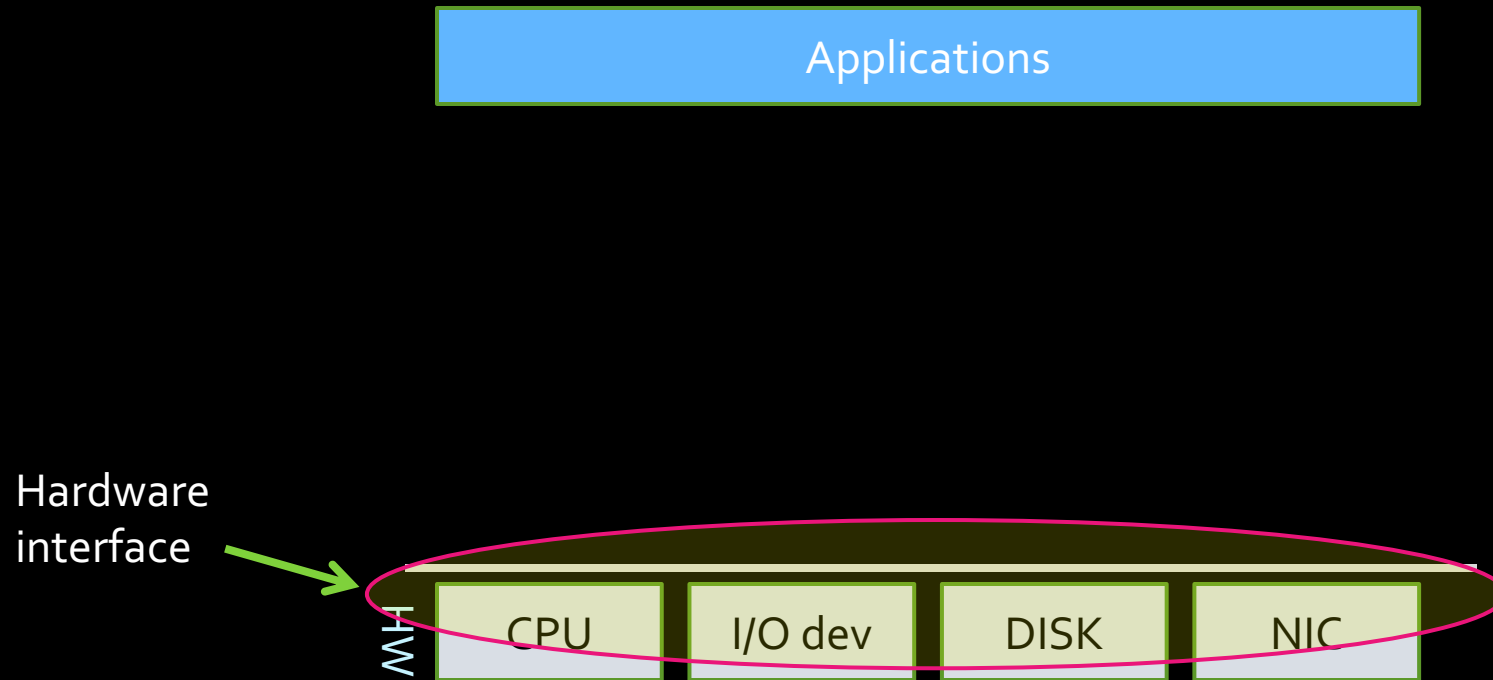 Applications
Hardware
interface
HW
CPU
I/O dev
DISK
NIC